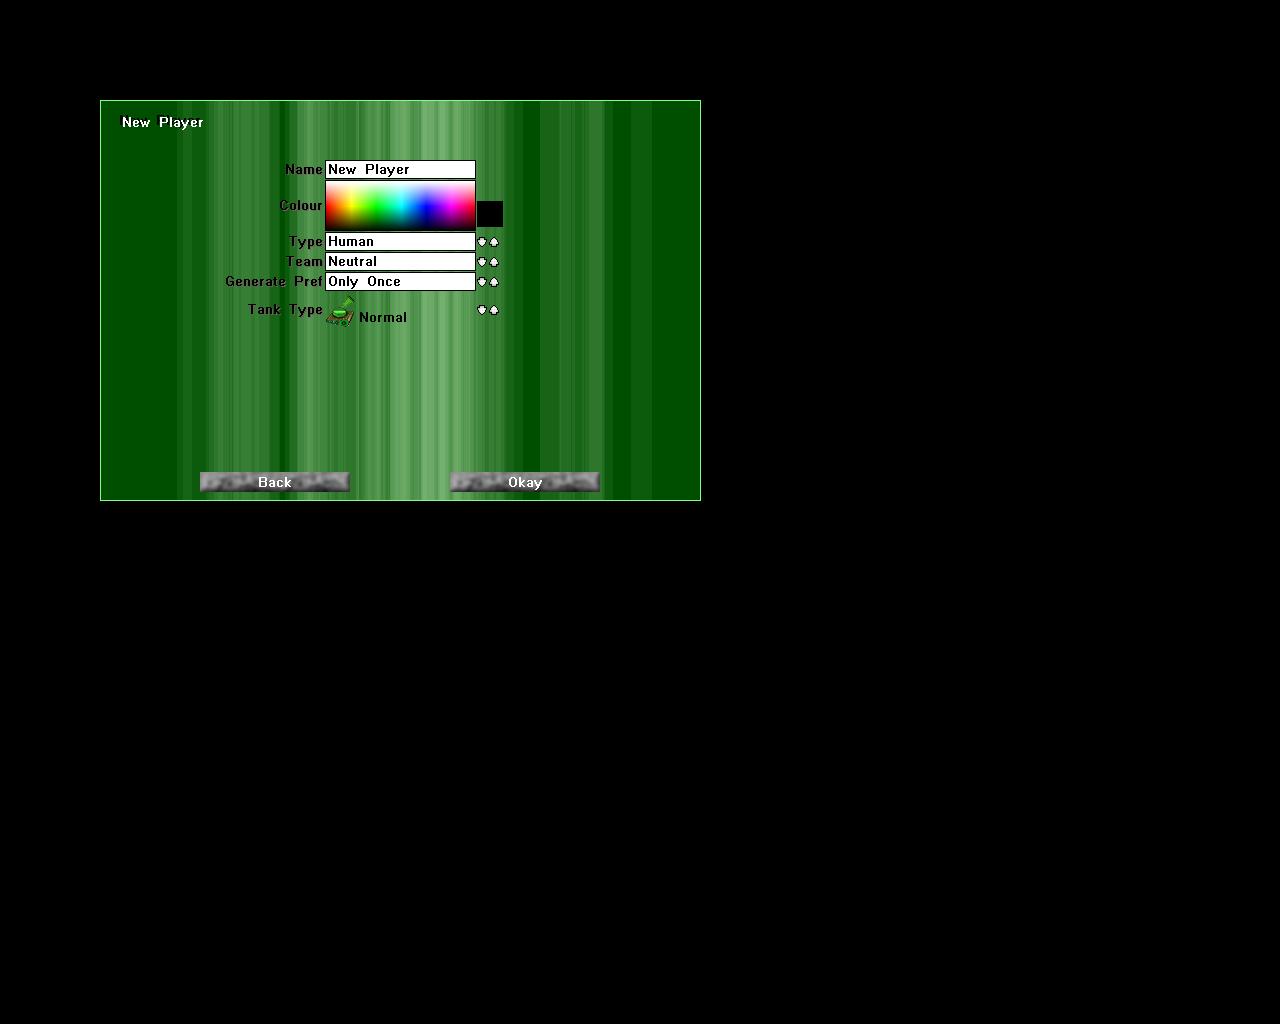 New Player
Name New Player
Colour
Type Human
Team Neutral
Generate Pref Only Once
Tank Type Normal
Back Okay